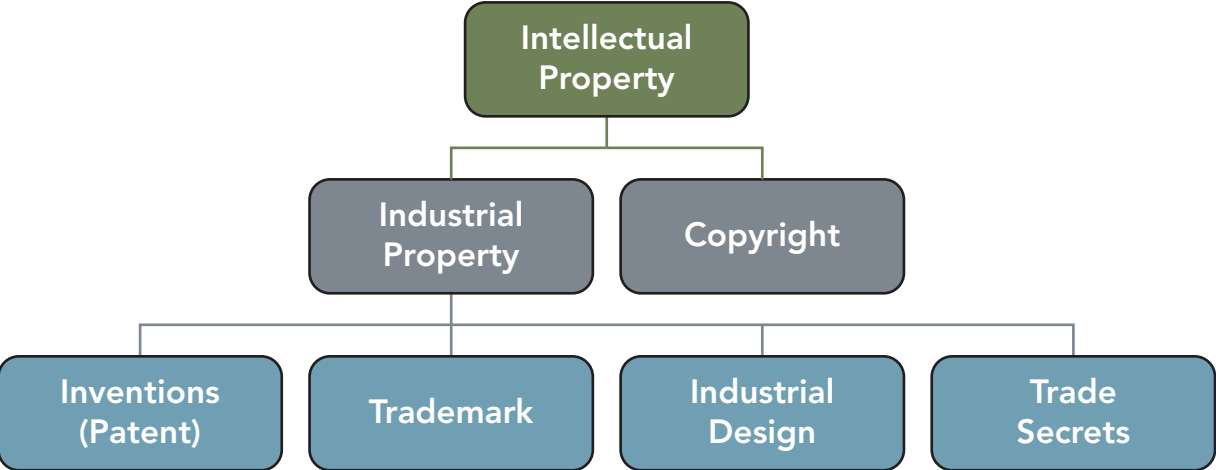 Intellectual
Property
Industrial
Property
Copyright
Inventions
(Patent)
Trademark
Industrial
Design
Trade
Secrets